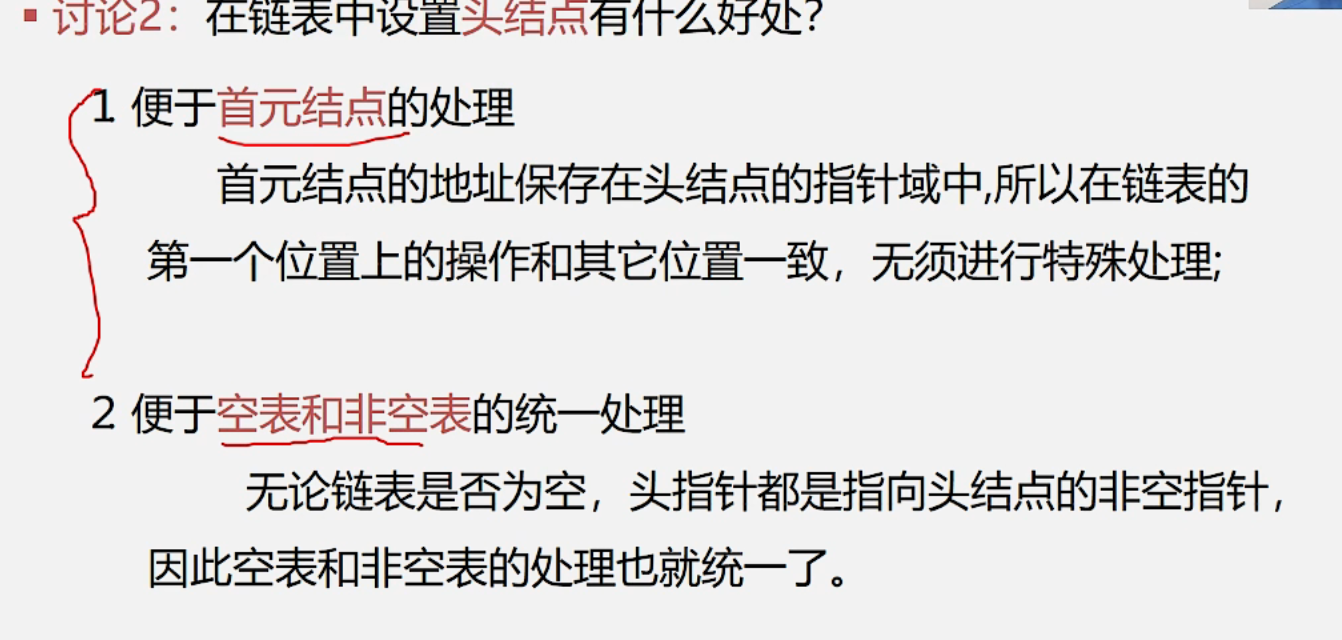 ▪ 讨论2：在链表中设置头结点有什么好处?
1 便于首元结点的处理
首元结点的地址保存在头结点的指针域中,所以在链表的
第一个位置上的操作和其它位置一致，无须进行特殊处理;
2 便于空表和非空表的统一处理
无论链表是否为空，头指针都是指向头结点的非空指针，
因此空表和非空表的处理也就统一了。